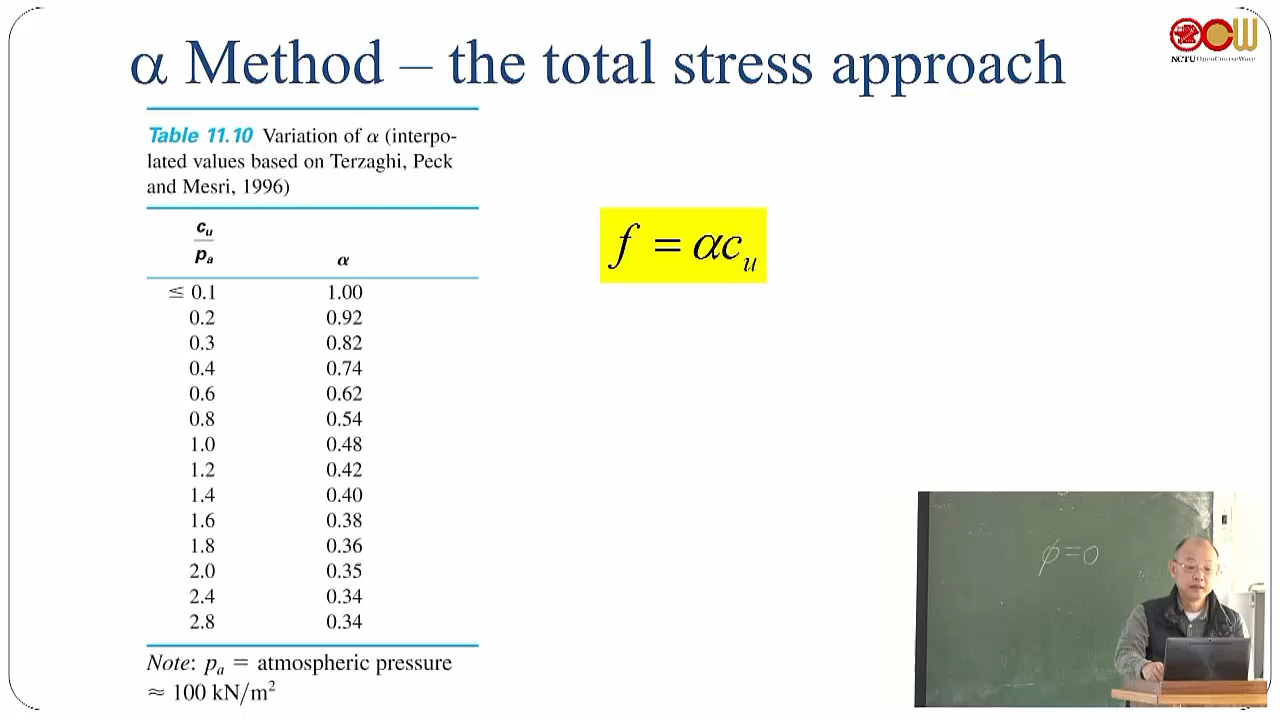 α Method – the total stress approach
NCTU OpenCourseWare
Table 11.10 Variation of α (interpo-
lated values based on Terzaghi, Peck
and Mesri, 1996)
cu
pa α
≤ 0.1 1.00
0.2 0.92
0.3 0.82
0.4 0.74
0.6 0.62
0.8 0.54
1.0 0.48
1.2 0.42
1.4 0.40
1.6 0.38
1.8 0.36
2.0 0.35
2.4 0.34
2.8 0.34
Note: pa = atmospheric pressure
≈ 100 kN/m²
f = αcu
ϕ=0